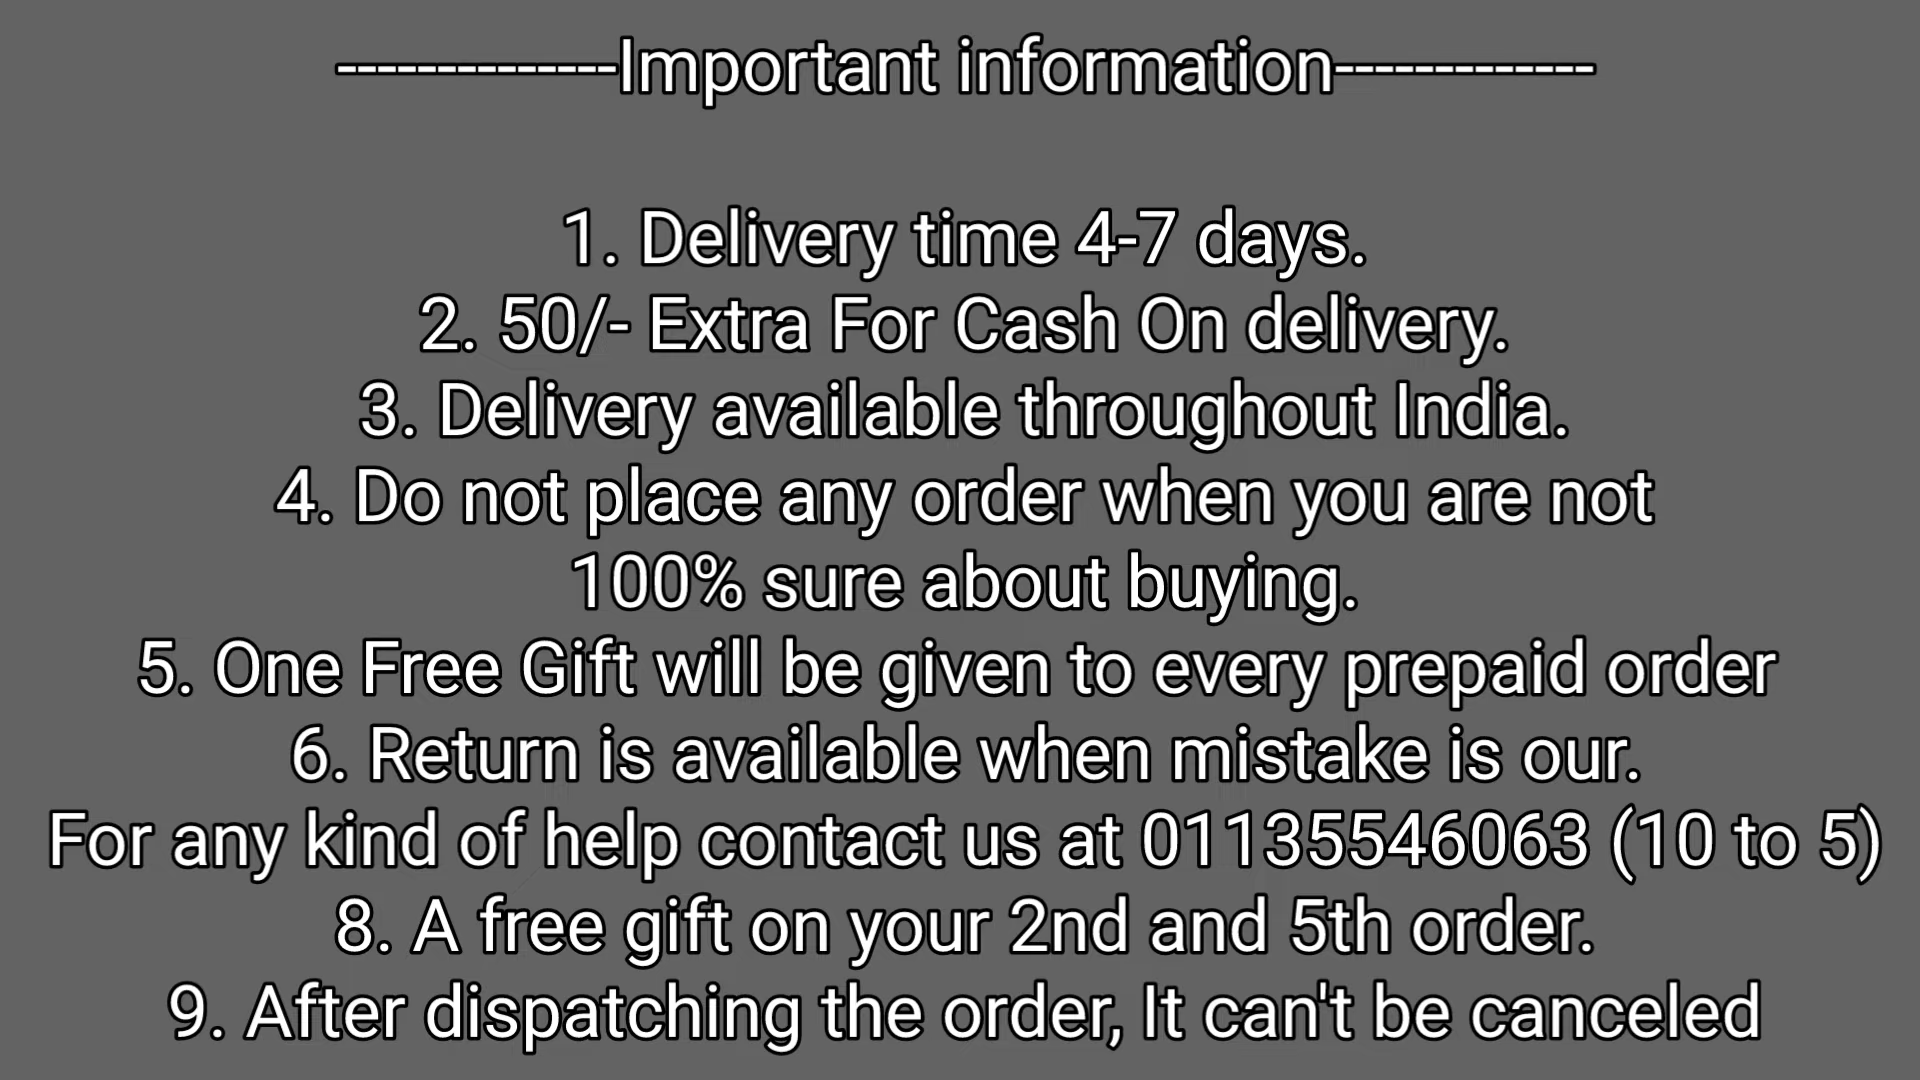 --------------Important information-------------
1. Delivery time 4-7 days.
2. 50/- Extra For Cash On delivery.
3. Delivery available throughout India.
4. Do not place any order when you are not
100% sure about buying.
5. One Free Gift will be given to every prepaid order
6. Return is available when mistake is our.
For any kind of help contact us at 01135546063 (10 to 5)
8. A free gift on your 2nd and 5th order.
9. After dispatching the order, It can't be canceled